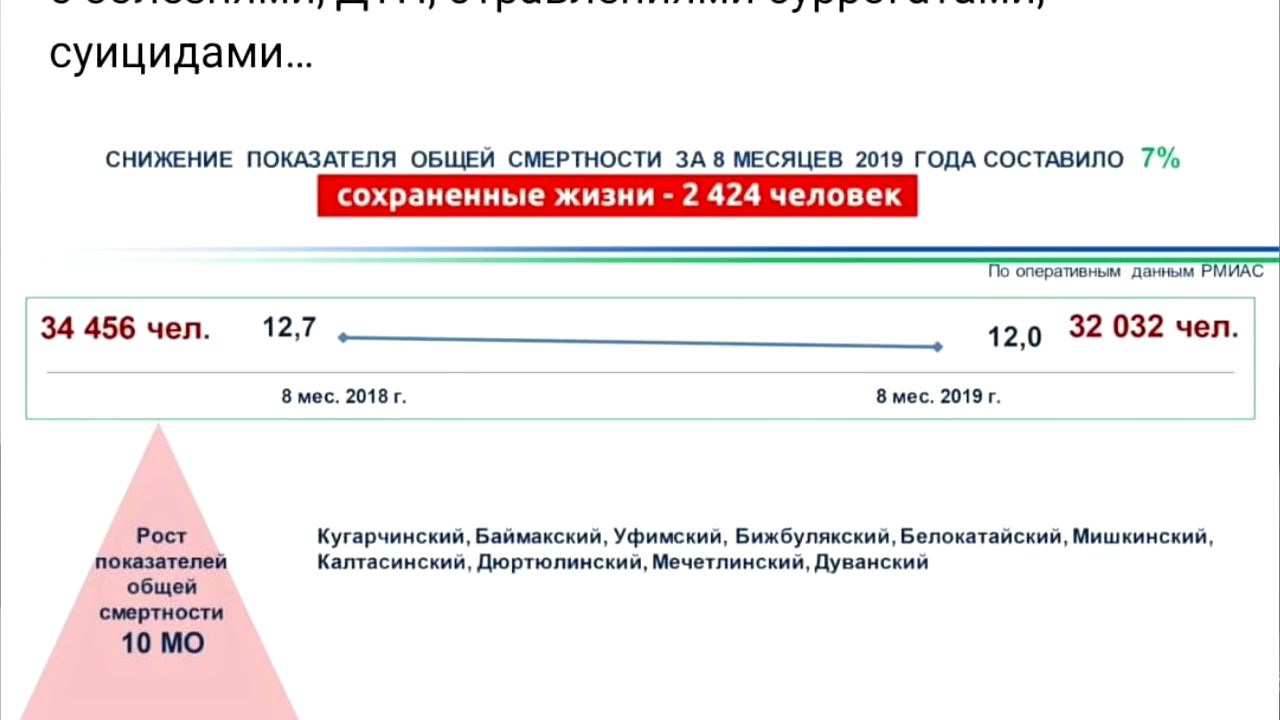 суицидами...
СНИЖЕНИЕ ПОКАЗАТЕЛЯ ОБЩЕЙ СМЕРТНОСТИ ЗА 8 МЕСЯЦЕВ 2019 ГОДА СОСТАВИЛО 7%
сохраненные жизни - 2 424 человек
По оперативным данным РМИАС
34 456 чел. 12,7 12,0 32 032 чел.
8 мес. 2018 г. 8 мес. 2019 г.
Рост
показателей
общей
смертности
10 МО
Кугарчинский, Баймакский, Уфимский, Бижбулякский, Белокатайский, Мишкинский,
Калтасинский, Дюртюлинский, Мечетлинский, Дуванский